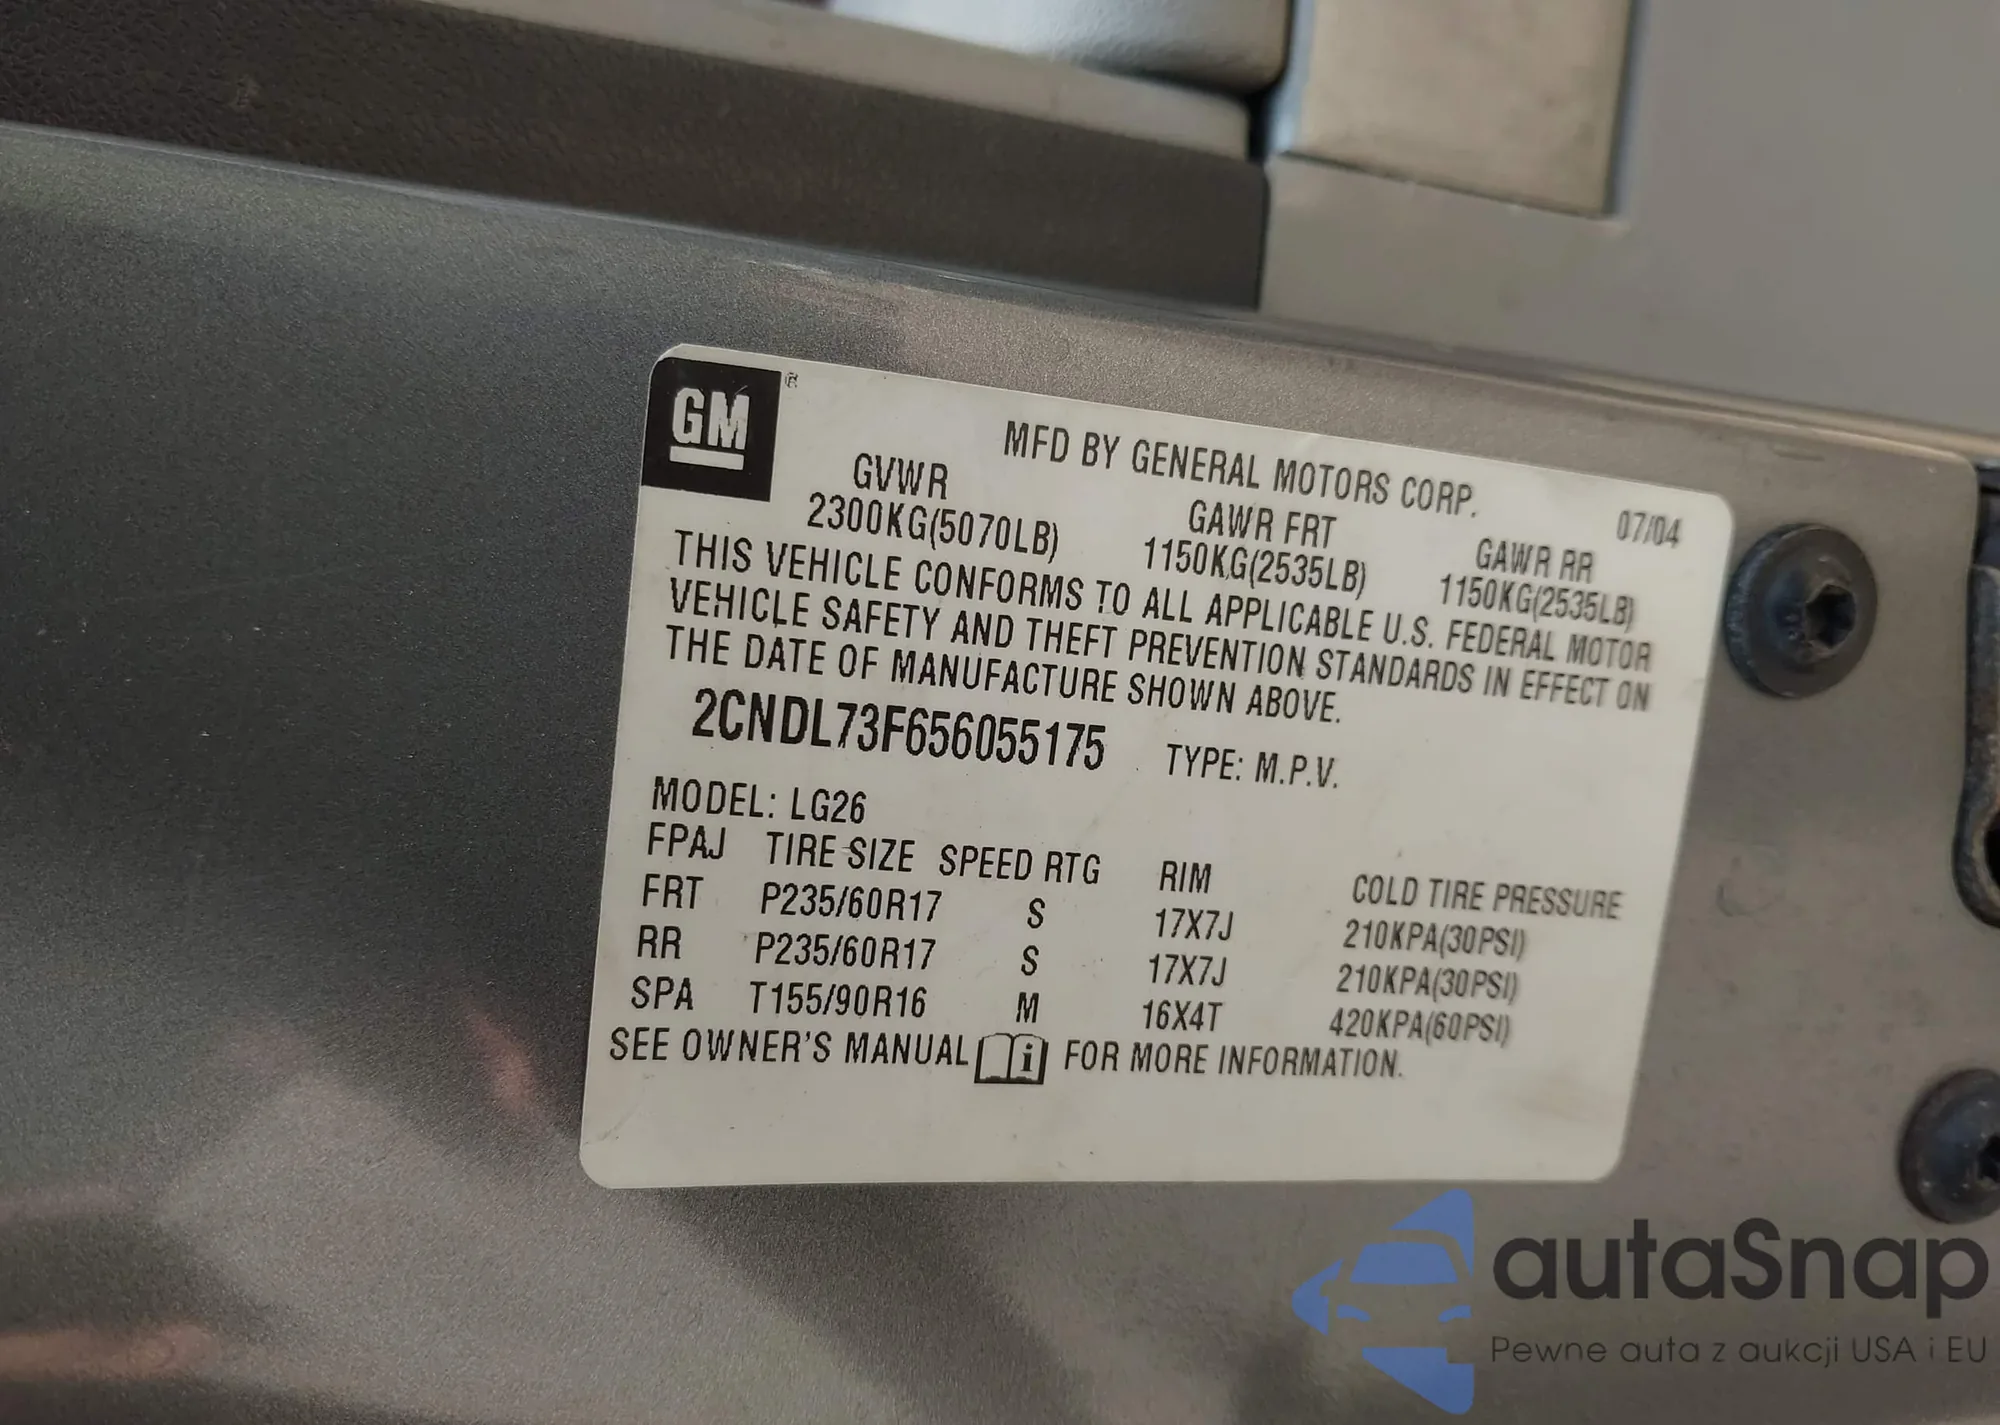 GM ®
MFD BY GENERAL MOTORS CORP. 07/04
GVWR GAWR FRT GAWR RR
2300KG(5070LB) 1150KG(2535LB) 1150KG(2535LB)
THIS VEHICLE CONFORMS TO ALL APPLICABLE U.S. FEDERAL MOTOR
VEHICLE SAFETY AND THEFT PREVENTION STANDARDS IN EFFECT ON
THE DATE OF MANUFACTURE SHOWN ABOVE.
2CNDL73F656055175 TYPE: M.P.V.
MODEL: LG26
FPAJ TIRE SIZE SPEED RTG RIM COLD TIRE PRESSURE
FRT P235/60R17 S 17X7J 210KPA(30PSI)
RR P235/60R17 S 17X7J 210KPA(30PSI)
SPA T155/90R16 M 16X4T 420KPA(60PSI)
SEE OWNER'S MANUAL i FOR MORE INFORMATION.
autaSnap
Pewne auta z aukcji USA i EU